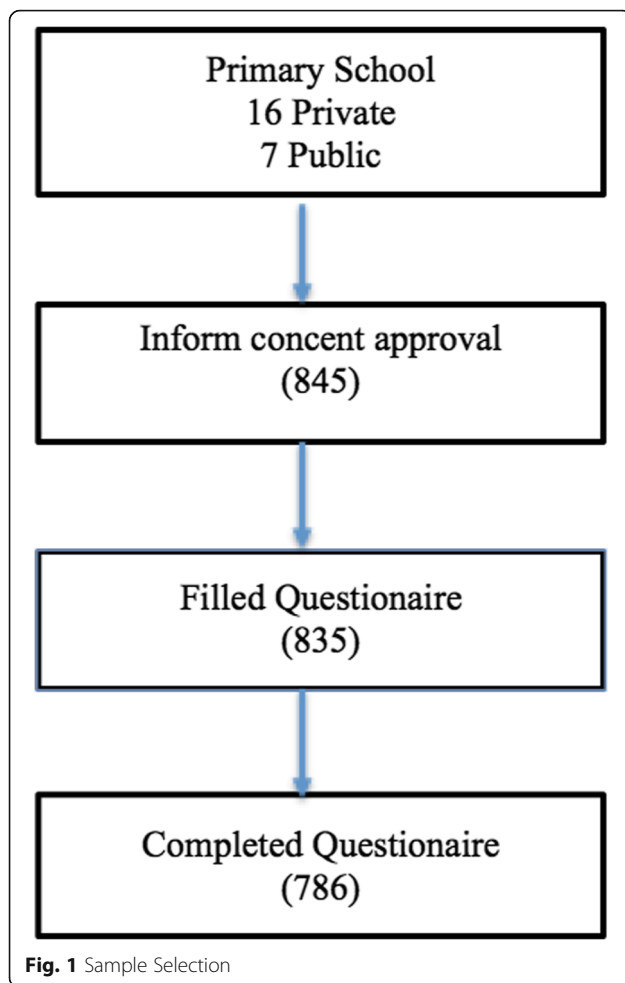 Primary School
16 Private
7 Public
Inform concent approval
(845)
Filled Questionaire
(835)
Completed Questionaire
(786)
Fig. 1 Sample Selection